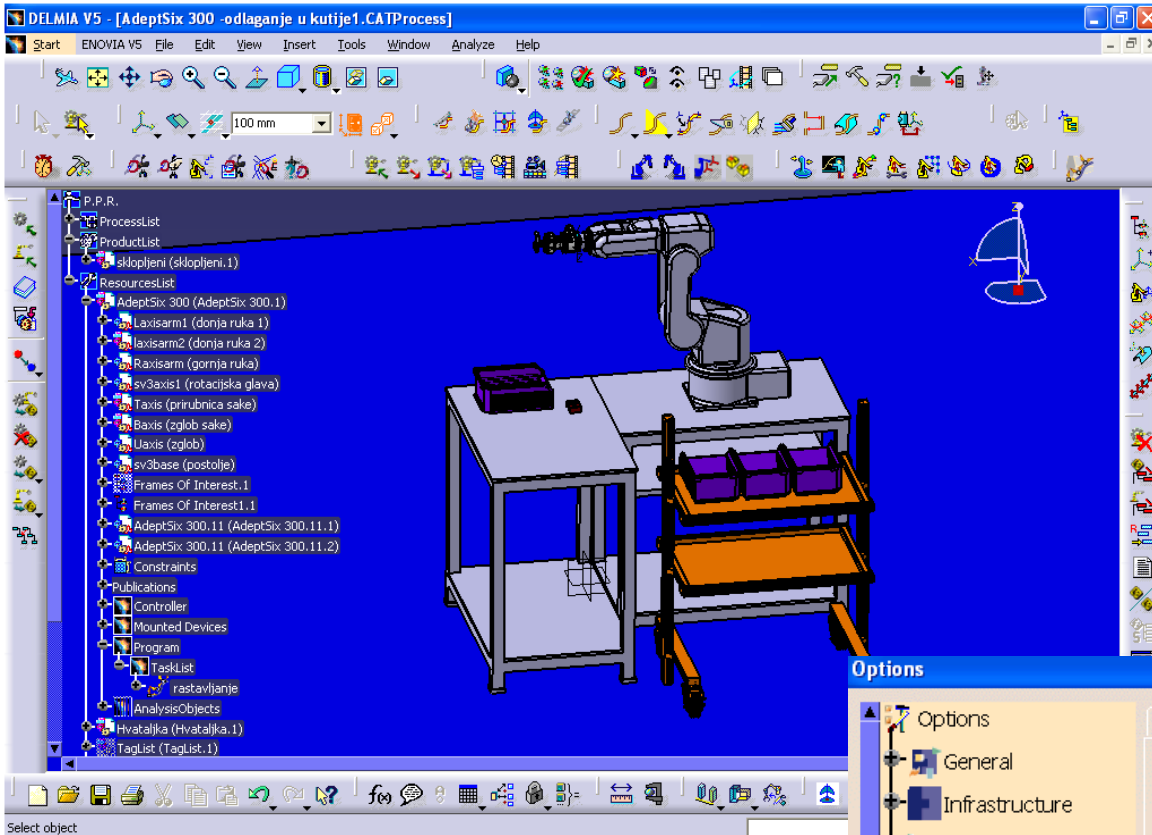 DELMIA V5 - [AdeptSix 300 -odlaganje u kutije1.CATProcess]
Start ENOVIA V5 File Edit View Insert Tools Window Analyze Help
100 mm
P.P.R.
ProcessList
ProductList
sklopljeni (sklopljeni.1)
ResourcesList
AdeptSix 300 (AdeptSix 300.1)
Laxisarm1 (donja ruka 1)
laxisarm2 (donja ruka 2)
Raxisarm (gornja ruka)
sv3axis1 (rotacijska glava)
Taxis (prirubnica sake)
Baxis (zglob sake)
Uaxis (zglob)
sv3base (postolje)
Frames Of Interest.1
Frames Of Interest1.1
AdeptSix 300.11 (AdeptSix 300.11.1)
AdeptSix 300.11 (AdeptSix 300.11.2)
Constraints
Publications
Controller
Mounted Devices
Program
TaskList
rastavljanje
AnalysisObjects
Hvataljka (Hvataljka.1)
TagList (TagList.1)
z
x
Options
Options
General
Infrastructure
f(x)
Select object